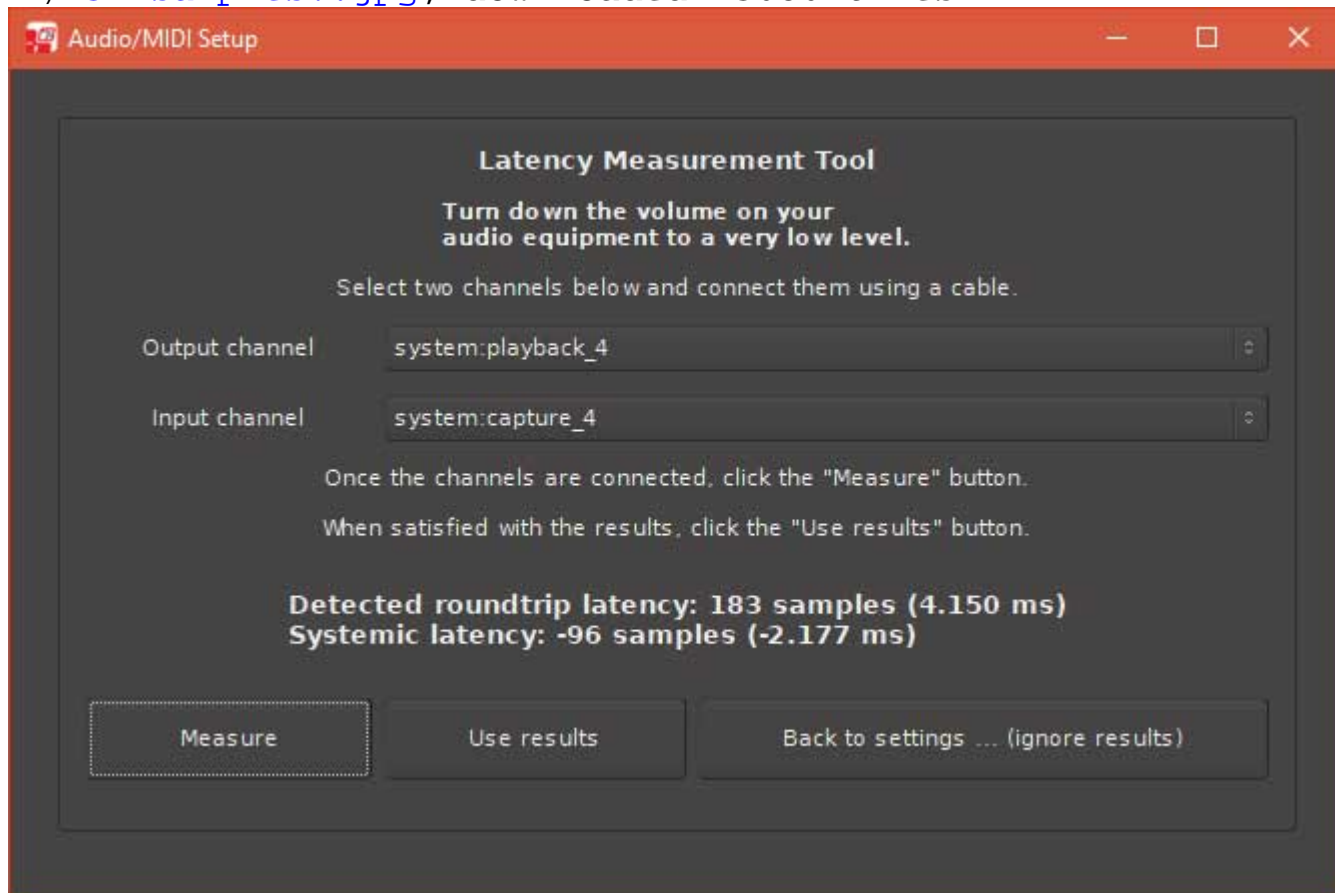 Audio/MIDI Setup
Latency Measurement Tool
Turn down the volume on your
audio equipment to a very low level.
Select two channels below and connect them using a cable.
Output channel system:playback_4
Input channel system:capture_4
Once the channels are connected, click the "Measure" button.
When satisfied with the results, click the "Use results" button.
Detected roundtrip latency: 183 samples (4.150 ms)
Systemic latency: -96 samples (-2.177 ms)
Measure Use results Back to settings ... (ignore results)